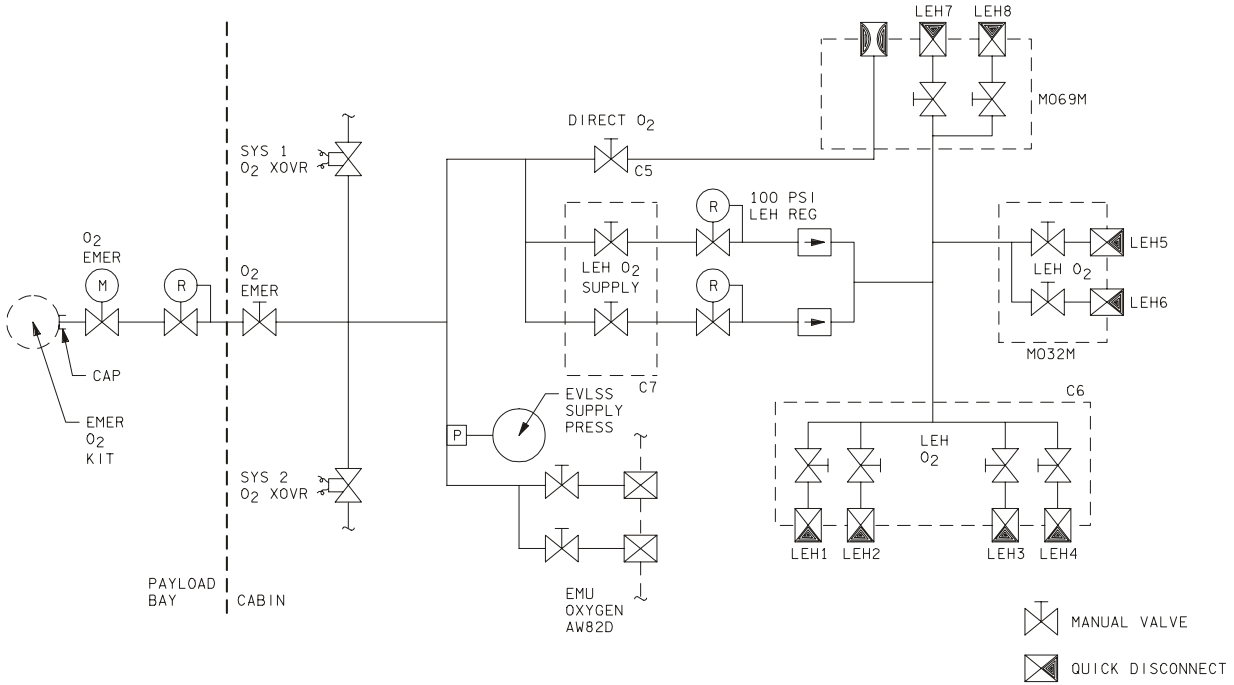 LEH7
LEH8
MO69M
DIRECT O2
C5
SYS 1
O2 XOVR
100 PSI
LEH REG
R
LEH O2
SUPPLY
R
C7
O2
EMER
M
R
O2
EMER
CAP
EMER
O2
KIT
LEH5
LEH O2
LEH6
MO32M
EVLSS
SUPPLY
PRESS
P
C6
LEH
O2
SYS 2
O2 XOVR
LEH1
LEH2
LEH3
LEH4
PAYLOAD
BAY
CABIN
EMU
OXYGEN
AW82D
MANUAL VALVE
QUICK DISCONNECT